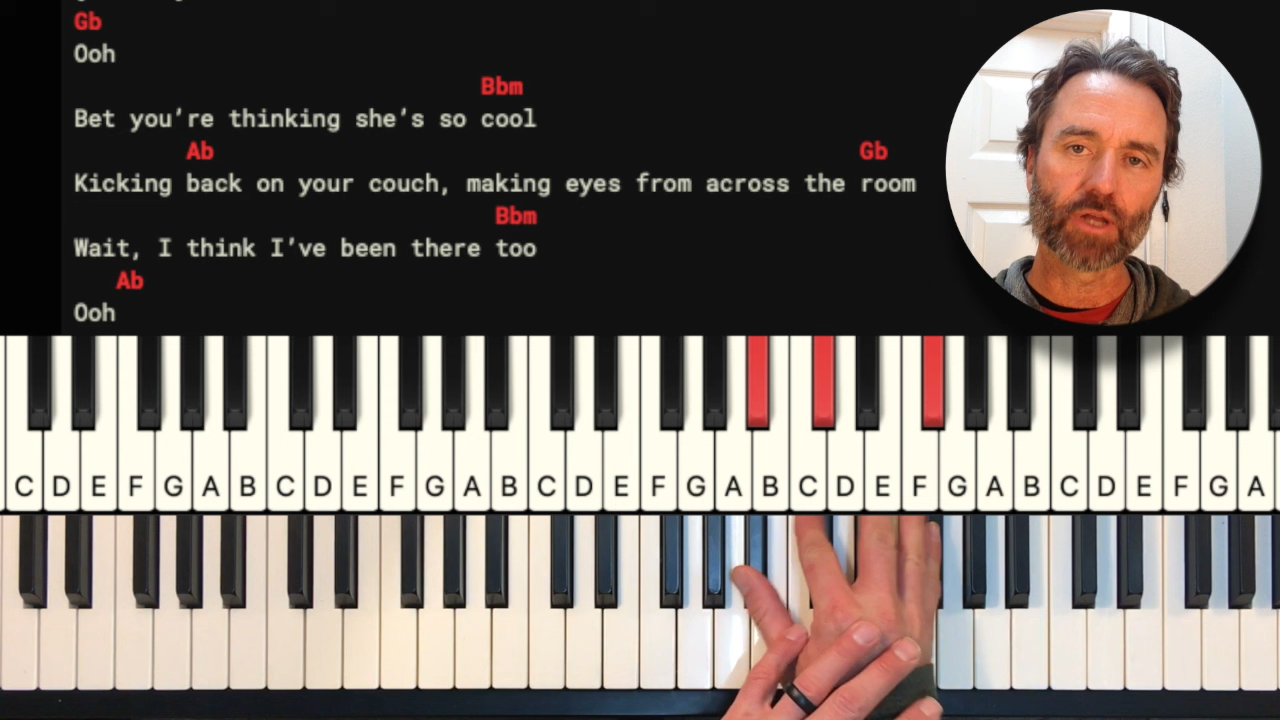 Gb
Ooh
Bbm
Bet you're thinking she's so cool
Ab Gb
Kicking back on your couch, making eyes from across the room
Bbm
Wait, I think I've been there too
Ab
Ooh
C D E F G A B C D E F G A B C D E F G A B C D E F G A B C D E F G A